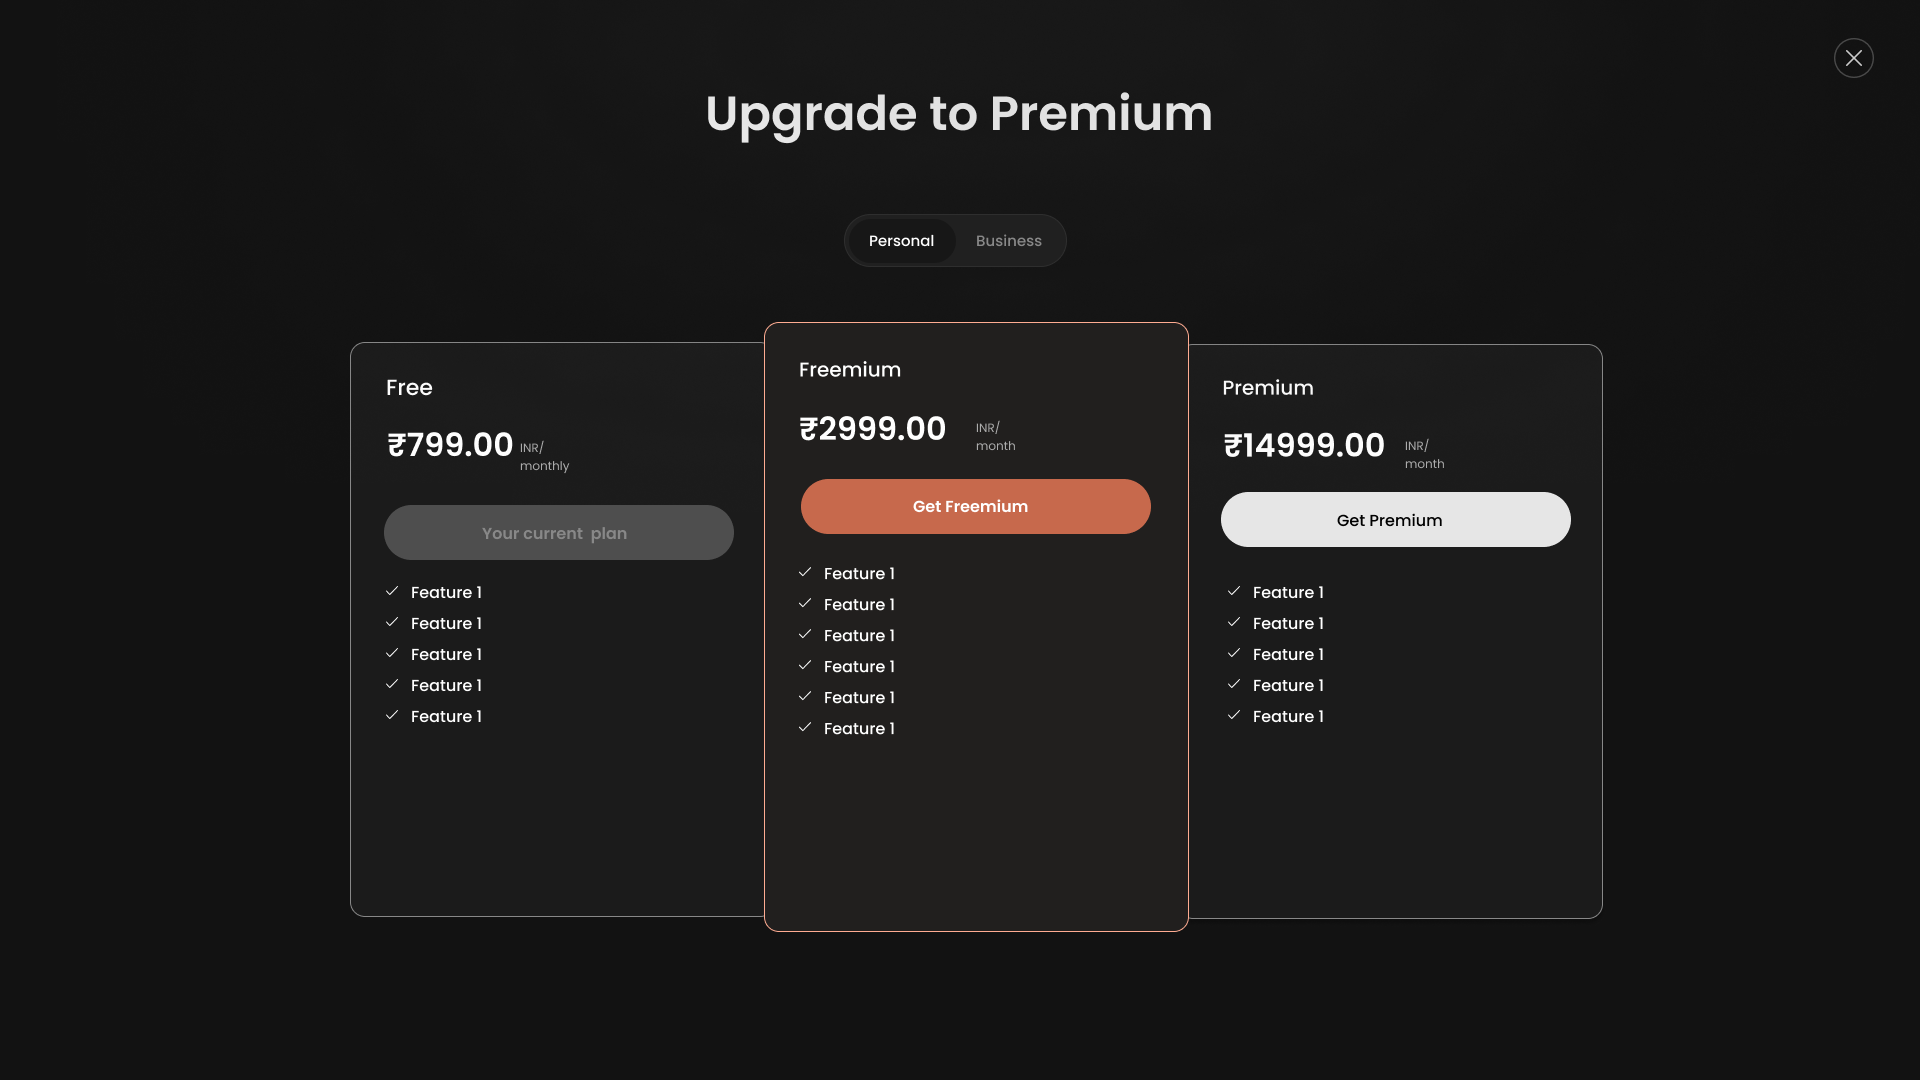 Upgrade to Premium
Personal
Business
Free
₹799.00
INR/
monthly
Your current  plan
Feature 1
Feature 1
Feature 1
Feature 1
Feature 1
Freemium
₹2999.00
INR/
month
Get Freemium
Feature 1
Feature 1
Feature 1
Feature 1
Feature 1
Feature 1
Premium
₹14999.00
INR/
month
Get Premium
Feature 1
Feature 1
Feature 1
Feature 1
Feature 1